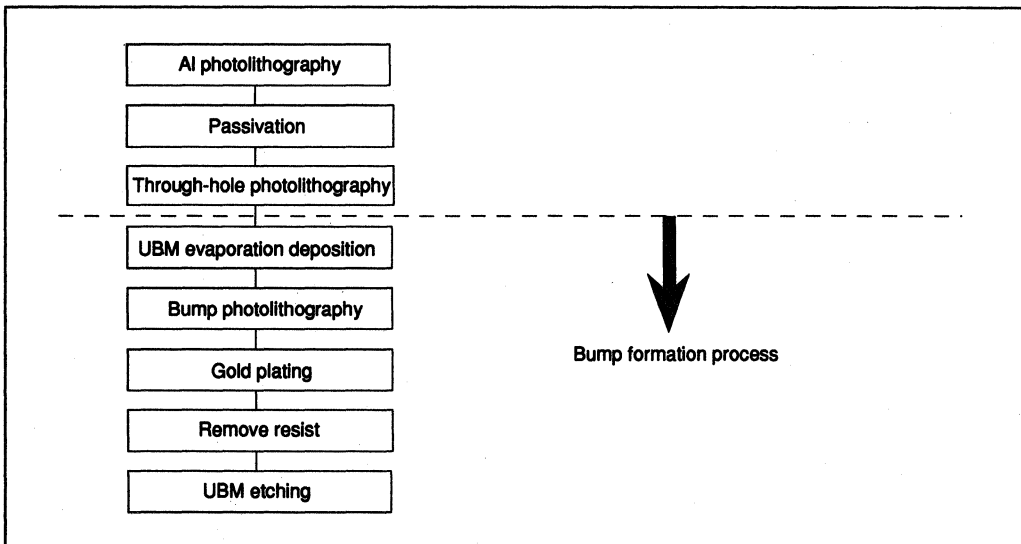 Al photolithography
Passivation
Through-hole photolithography
UBM evaporation deposition
Bump photolithography
Gold plating
Remove resist
UBM etching
Bump formation process